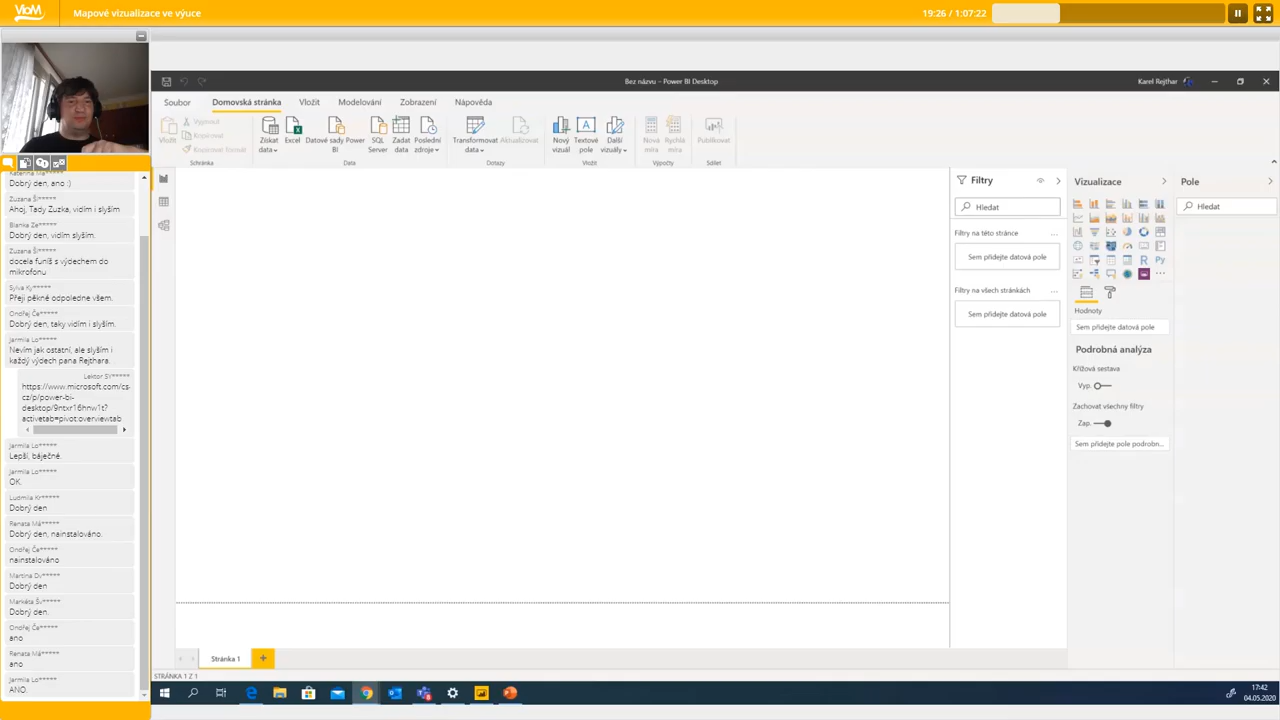 VIOM
Mapové vizualizace ve výuce
19:26 / 1:07:22
Kateřina Ma*****
Dobrý den, ano :)
Zuzana Šl*****
Ahoj, Tady Zuzka, vidím i slyším
Blanka Ze*****
Dobrý den, vidím slyším.
Zuzana Šl*****
docela funíš s výdechem do
mikrofonu
Sylva Ky*****
Přeji pěkné odpoledne všem.
Ondřej Če*****
Dobrý den, taky vidím i slyším.
Jarmila Lo*****
Nevím jak ostatní, ale slyším i
každý výdech pana Rejthara.
Lektor SY*****
https://www.microsoft.com/cs-
cz/p/power-bi-
desktop/9ntxr16hnw1t?
activetab=pivot:overviewtab
Jarmila Lo*****
Lepší, báječné.
Jarmila Lo*****
OK.
Ludmila Kr*****
Dobrý den
Renata Má*****
Dobrý den, nainstalováno.
Ondřej Če*****
nainstalováno
Martina Dv*****
Dobrý den
Markéta Šv*****
Dobrý den.
Ondřej Če*****
ano
Renata Má*****
ano
Jarmila Lo*****
ANO.
Bez názvu – Power BI Desktop
Karel Rejthar
Soubor
Domovská stránka
Vložit
Modelování
Zobrazení
Nápověda
Vložit
Vyjmout
Kopírovat
Kopírovat formát
Schránka
Získat
data
Excel
Datové sady Power
BI
SQL
Server
Zadat
data
Poslední
zdroje
Data
Transformovat
data
Aktualizovat
Dotazy
Nový
vizuál
Textové
pole
Další
vizuály
Vložit
Nová
míra
Rychlá
míra
Výpočty
Publikovat
Sdílet
Filtry
Hledat
Filtry na této stránce
Sem přidejte datová pole
Filtry na všech stránkách
Sem přidejte datová pole
Vizualizace
R
Py
Hodnoty
Sem přidejte datová pole
Podrobná analýza
Křížová sestava
Vyp.
Zachovat všechny filtry
Zap.
Sem přidejte pole podrobn...
Pole
Hledat
Stránka 1
STRÁNKA 1 Z 1
17:42
04.05.2020